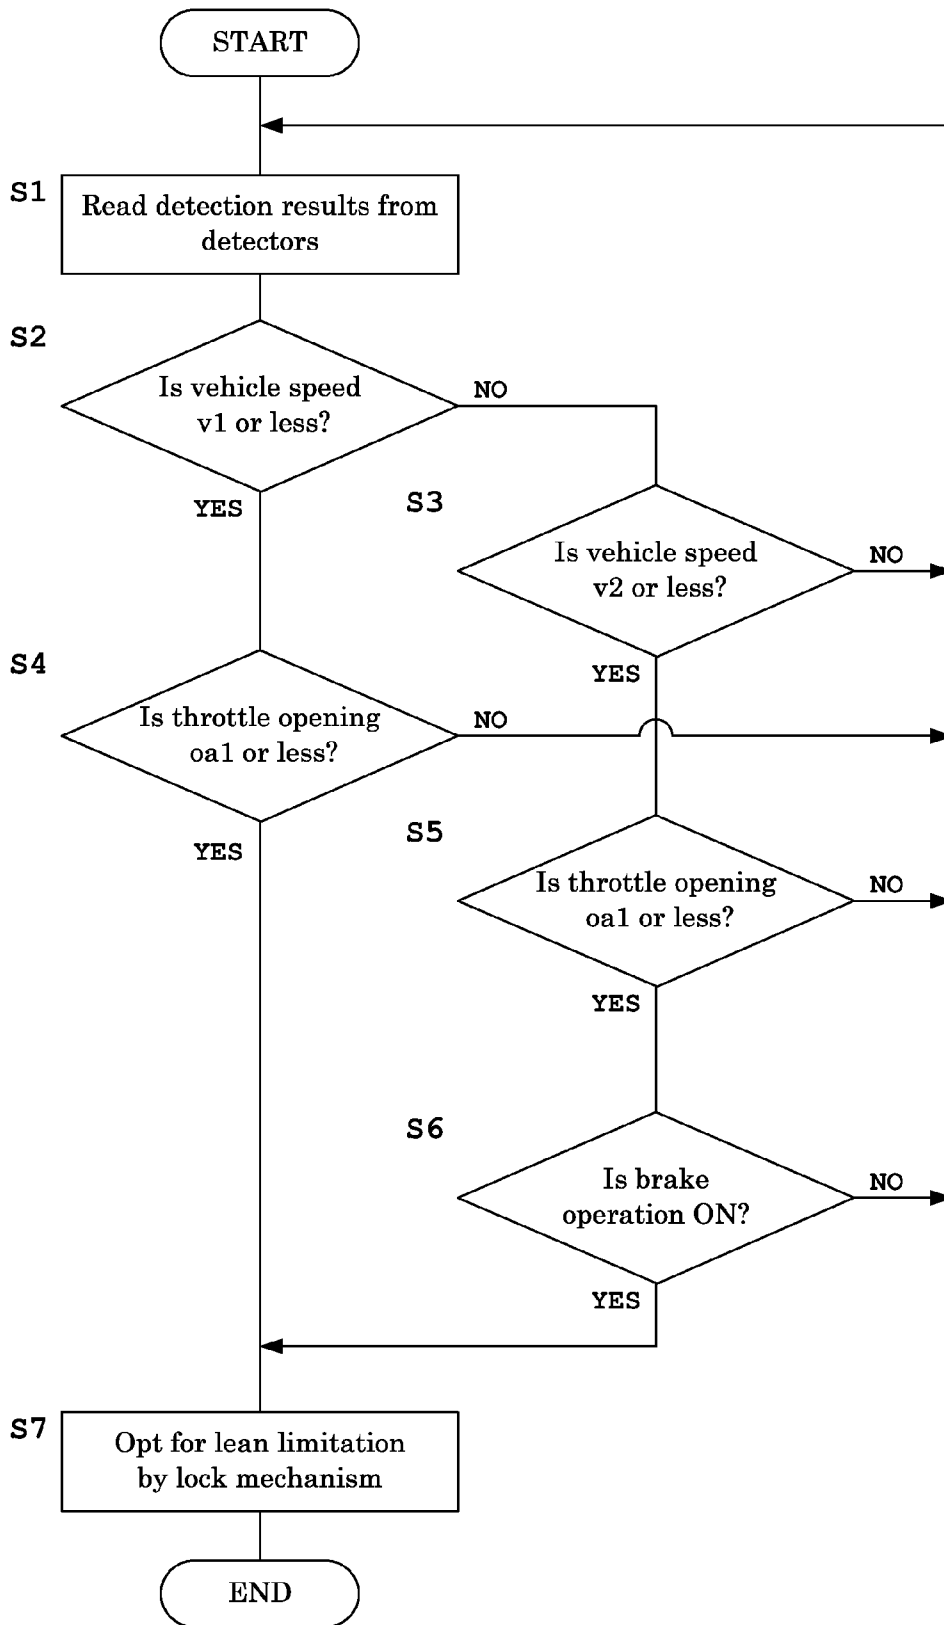 START
S1
Read detection results from
detectors
S2
Is vehicle speed
v1 or less?
NO
YES
S3
Is vehicle speed
v2 or less?
NO
YES
S4
Is throttle opening
oa1 or less?
NO
YES
S5
Is throttle opening
oa1 or less?
NO
YES
S6
Is brake
operation ON?
NO
YES
S7
Opt for lean limitation
by lock mechanism
END